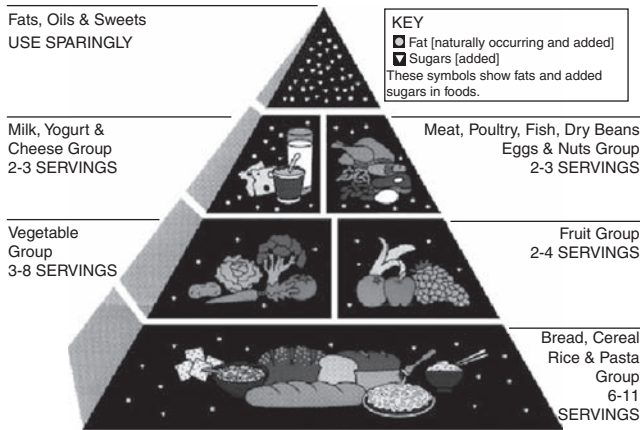 Fats, Oils & Sweets
USE SPARINGLY
KEY
Fat [naturally occurring and added]
Sugars [added]
These symbols show fats and added
sugars in foods.
Milk, Yogurt &
Cheese Group
2-3 SERVINGS
Meat, Poultry, Fish, Dry Beans
Eggs & Nuts Group
2-3 SERVINGS
Vegetable
Group
3-8 SERVINGS
Fruit Group
2-4 SERVINGS
Bread, Cereal
Rice & Pasta
Group
6-11
SERVINGS